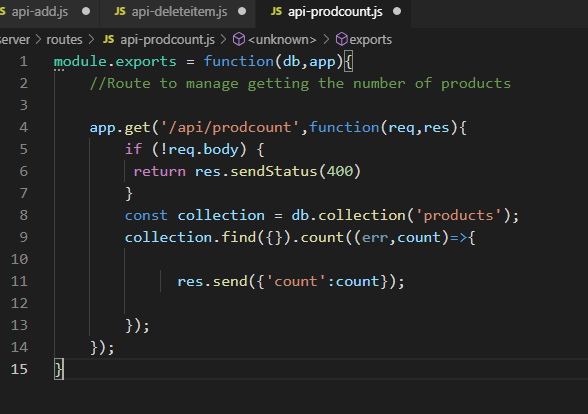 JS api-add.js ● JS api-deleteitem.js ● JS api-prodcount.js ●
server > routes > JS api-prodcount.js > <unknown> > exports
1 module.exports = function(db,app){
2 //Route to manage getting the number of products
3
4 app.get('/api/prodcount',function(req,res){
5 if (!req.body) {
6 return res.sendStatus(400)
7 }
8 const collection = db.collection('products');
9 collection.find({}).count((err,count)=>{
10
11 res.send({'count':count});
12
13 });
14 });
15 }